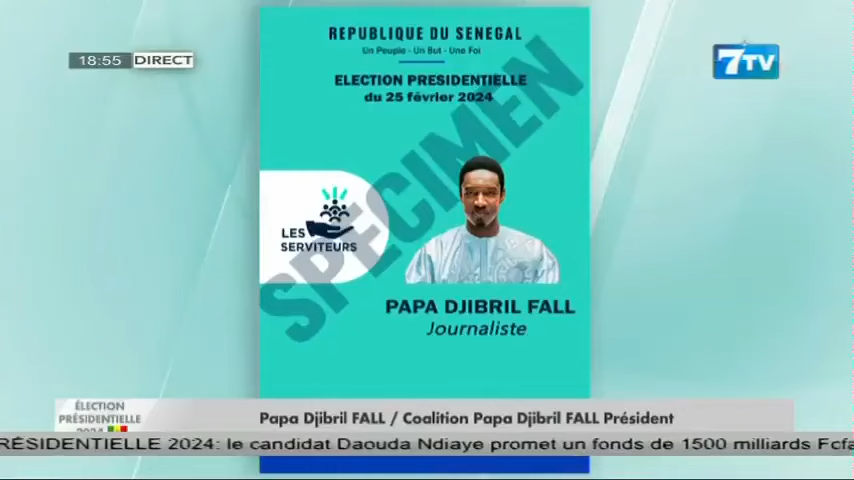 18:55 DIRECT
7TV
REPUBLIQUE DU SENEGAL
Un Peuple - Un But - Une Foi
ELECTION PRESIDENTIELLE
du 25 février 2024
SPECIMEN
LES
SERVITEURS
PAPA DJIBRIL FALL
Journaliste
ÉLECTION
PRÉSIDENTIELLE
2024
Papa Djibril FALL / Coalition Papa Djibril FALL Président
RÉSIDENTIELLE 2024: le candidat Daouda Ndiaye promet un fonds de 1500 milliards Fcfa